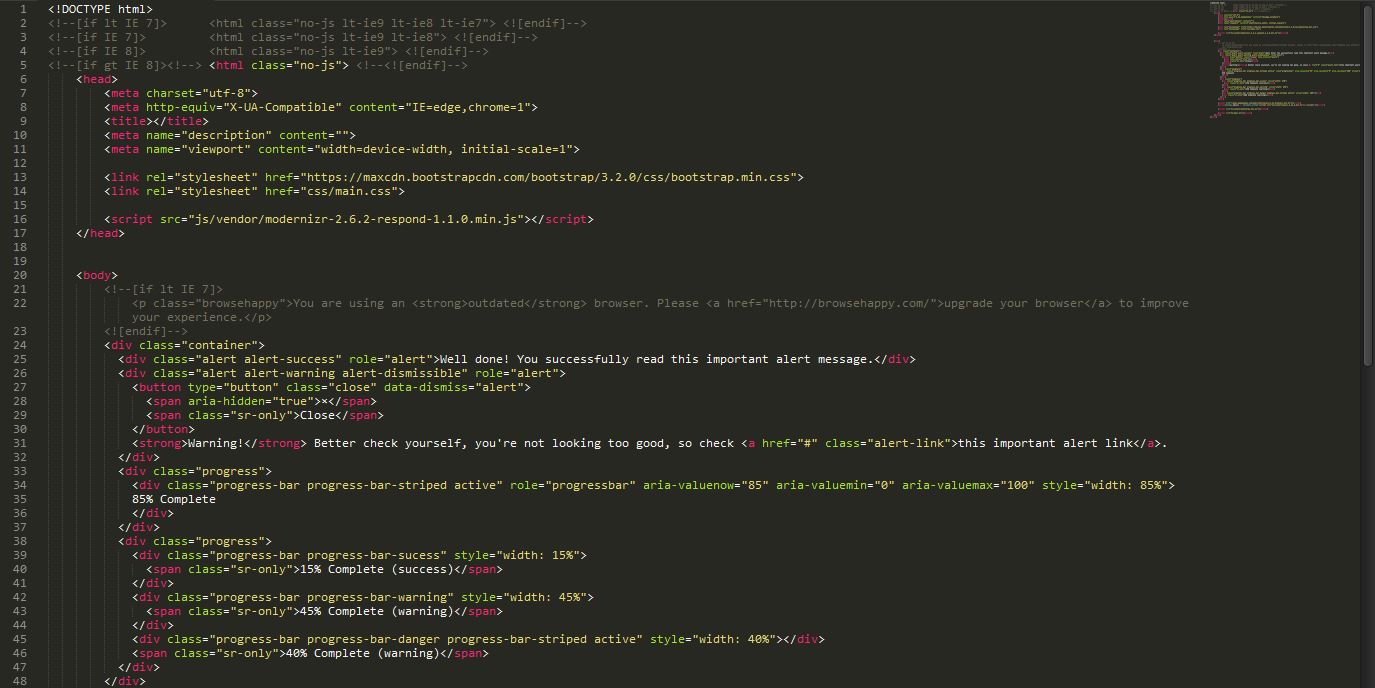 1 <!DOCTYPE html>
2 <!--[if lt IE 7]>      <html class="no-js lt-ie9 lt-ie8 lt-ie7"> <![endif]-->
3 <!--[if IE 7]>         <html class="no-js lt-ie9 lt-ie8"> <![endif]-->
4 <!--[if IE 8]>         <html class="no-js lt-ie9"> <![endif]-->
5 <!--[if gt IE 8]><!--> <html class="no-js"> <!--<![endif]-->
6     <head>
7         <meta charset="utf-8">
8         <meta http-equiv="X-UA-Compatible" content="IE=edge,chrome=1">
9         <title></title>
10         <meta name="description" content="">
11         <meta name="viewport" content="width=device-width, initial-scale=1">
12
13         <link rel="stylesheet" href="https://maxcdn.bootstrapcdn.com/bootstrap/3.2.0/css/bootstrap.min.css">
14         <link rel="stylesheet" href="css/main.css">
15
16         <script src="js/vendor/modernizr-2.6.2-respond-1.1.0.min.js"></script>
17     </head>
18
19
20     <body>
21         <!--[if lt IE 7]>
22             <p class="browsehappy">You are using an <strong>outdated</strong> browser. Please <a href="http://browsehappy.com/">upgrade your browser</a> to improve
            your experience.</p>
23         <![endif]-->
24         <div class="container">
25           <div class="alert alert-success" role="alert">Well done! You successfully read this important alert message.</div>
26           <div class="alert alert-warning alert-dismissible" role="alert">
27             <button type="button" class="close" data-dismiss="alert">
28               <span aria-hidden="true">×</span>
29               <span class="sr-only">Close</span>
30             </button>
31             <strong>Warning!</strong> Better check yourself, you're not looking too good, so check <a href="#" class="alert-link">this important alert link</a>.
32           </div>
33           <div class="progress">
34             <div class="progress-bar progress-bar-striped active" role="progressbar" aria-valuenow="85" aria-valuemin="0" aria-valuemax="100" style="width: 85%">
35             85% Complete
36             </div>
37           </div>
38           <div class="progress">
39             <div class="progress-bar progress-bar-sucess" style="width: 15%">
40               <span class="sr-only">15% Complete (success)</span>
41             </div>
42             <div class="progress-bar progress-bar-warning" style="width: 45%">
43               <span class="sr-only">45% Complete (warning)</span>
44             </div>
45             <div class="progress-bar progress-bar-danger progress-bar-striped active" style="width: 40%"></div>
46             <span class="sr-only">40% Complete (warning)</span>
47           </div>
48         </div>